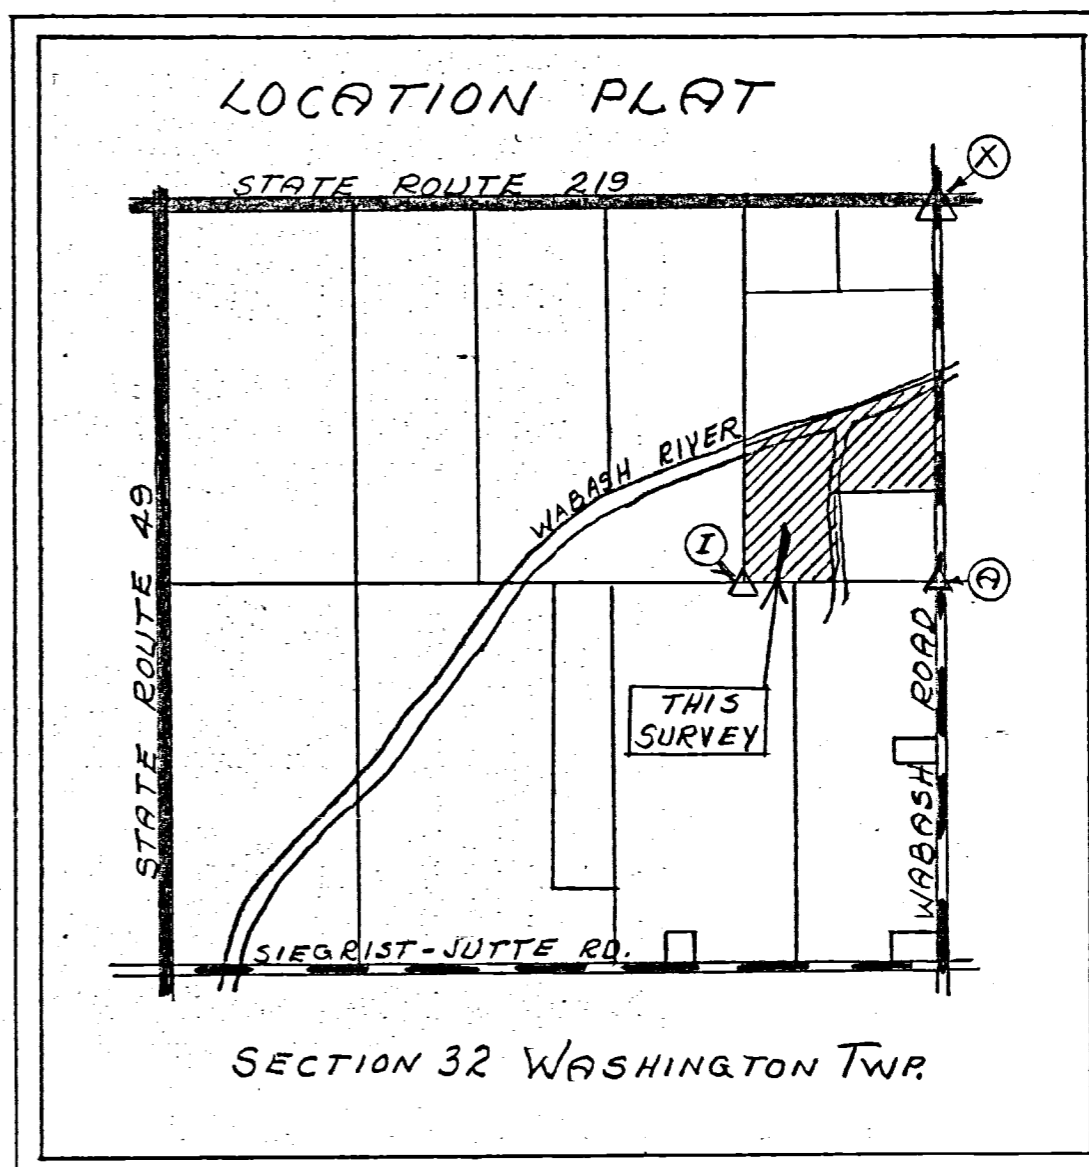 LOCATION PLAT
X
STATE ROUTE 219
WABASH RIVER
STATE ROUTE 49
I
A
THIS
SURVEY
WABASH ROAD
SIEGRIST-JUTTE RD.
SECTION 32 WASHINGTON TWP.